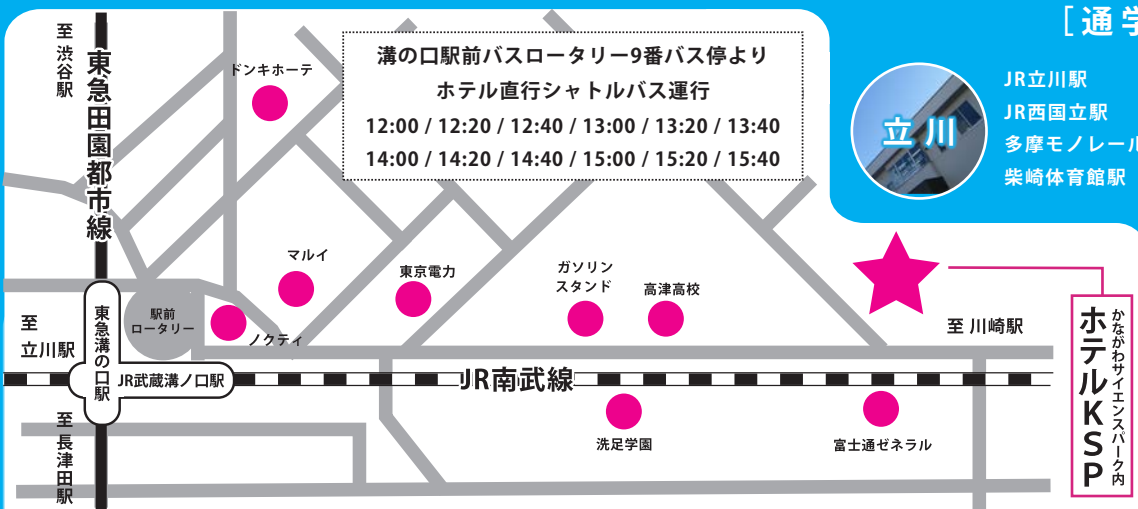 [通学
至 渋谷駅
東急田園都市線
ドンキホーテ
溝の口駅前バスロータリー9番バス停より
ホテル直行シャトルバス運行
12:00 / 12:20 / 12:40 / 13:00 / 13:20 / 13:40
14:00 / 14:20 / 14:40 / 15:00 / 15:20 / 15:40
立川
JR立川駅
JR西国立駅
多摩モノレール
柴崎体育館駅
マルイ
東京電力
ガソリン
スタンド
高津高校
駅前
ロータリー
ノクティ
至
立川駅
東急溝の口駅
JR武蔵溝ノ口駅
JR南武線
至 川崎駅
かながわサイエンスパーク内
ホテルKSP
至 長津田駅
洗足学園
富士通ゼネラル